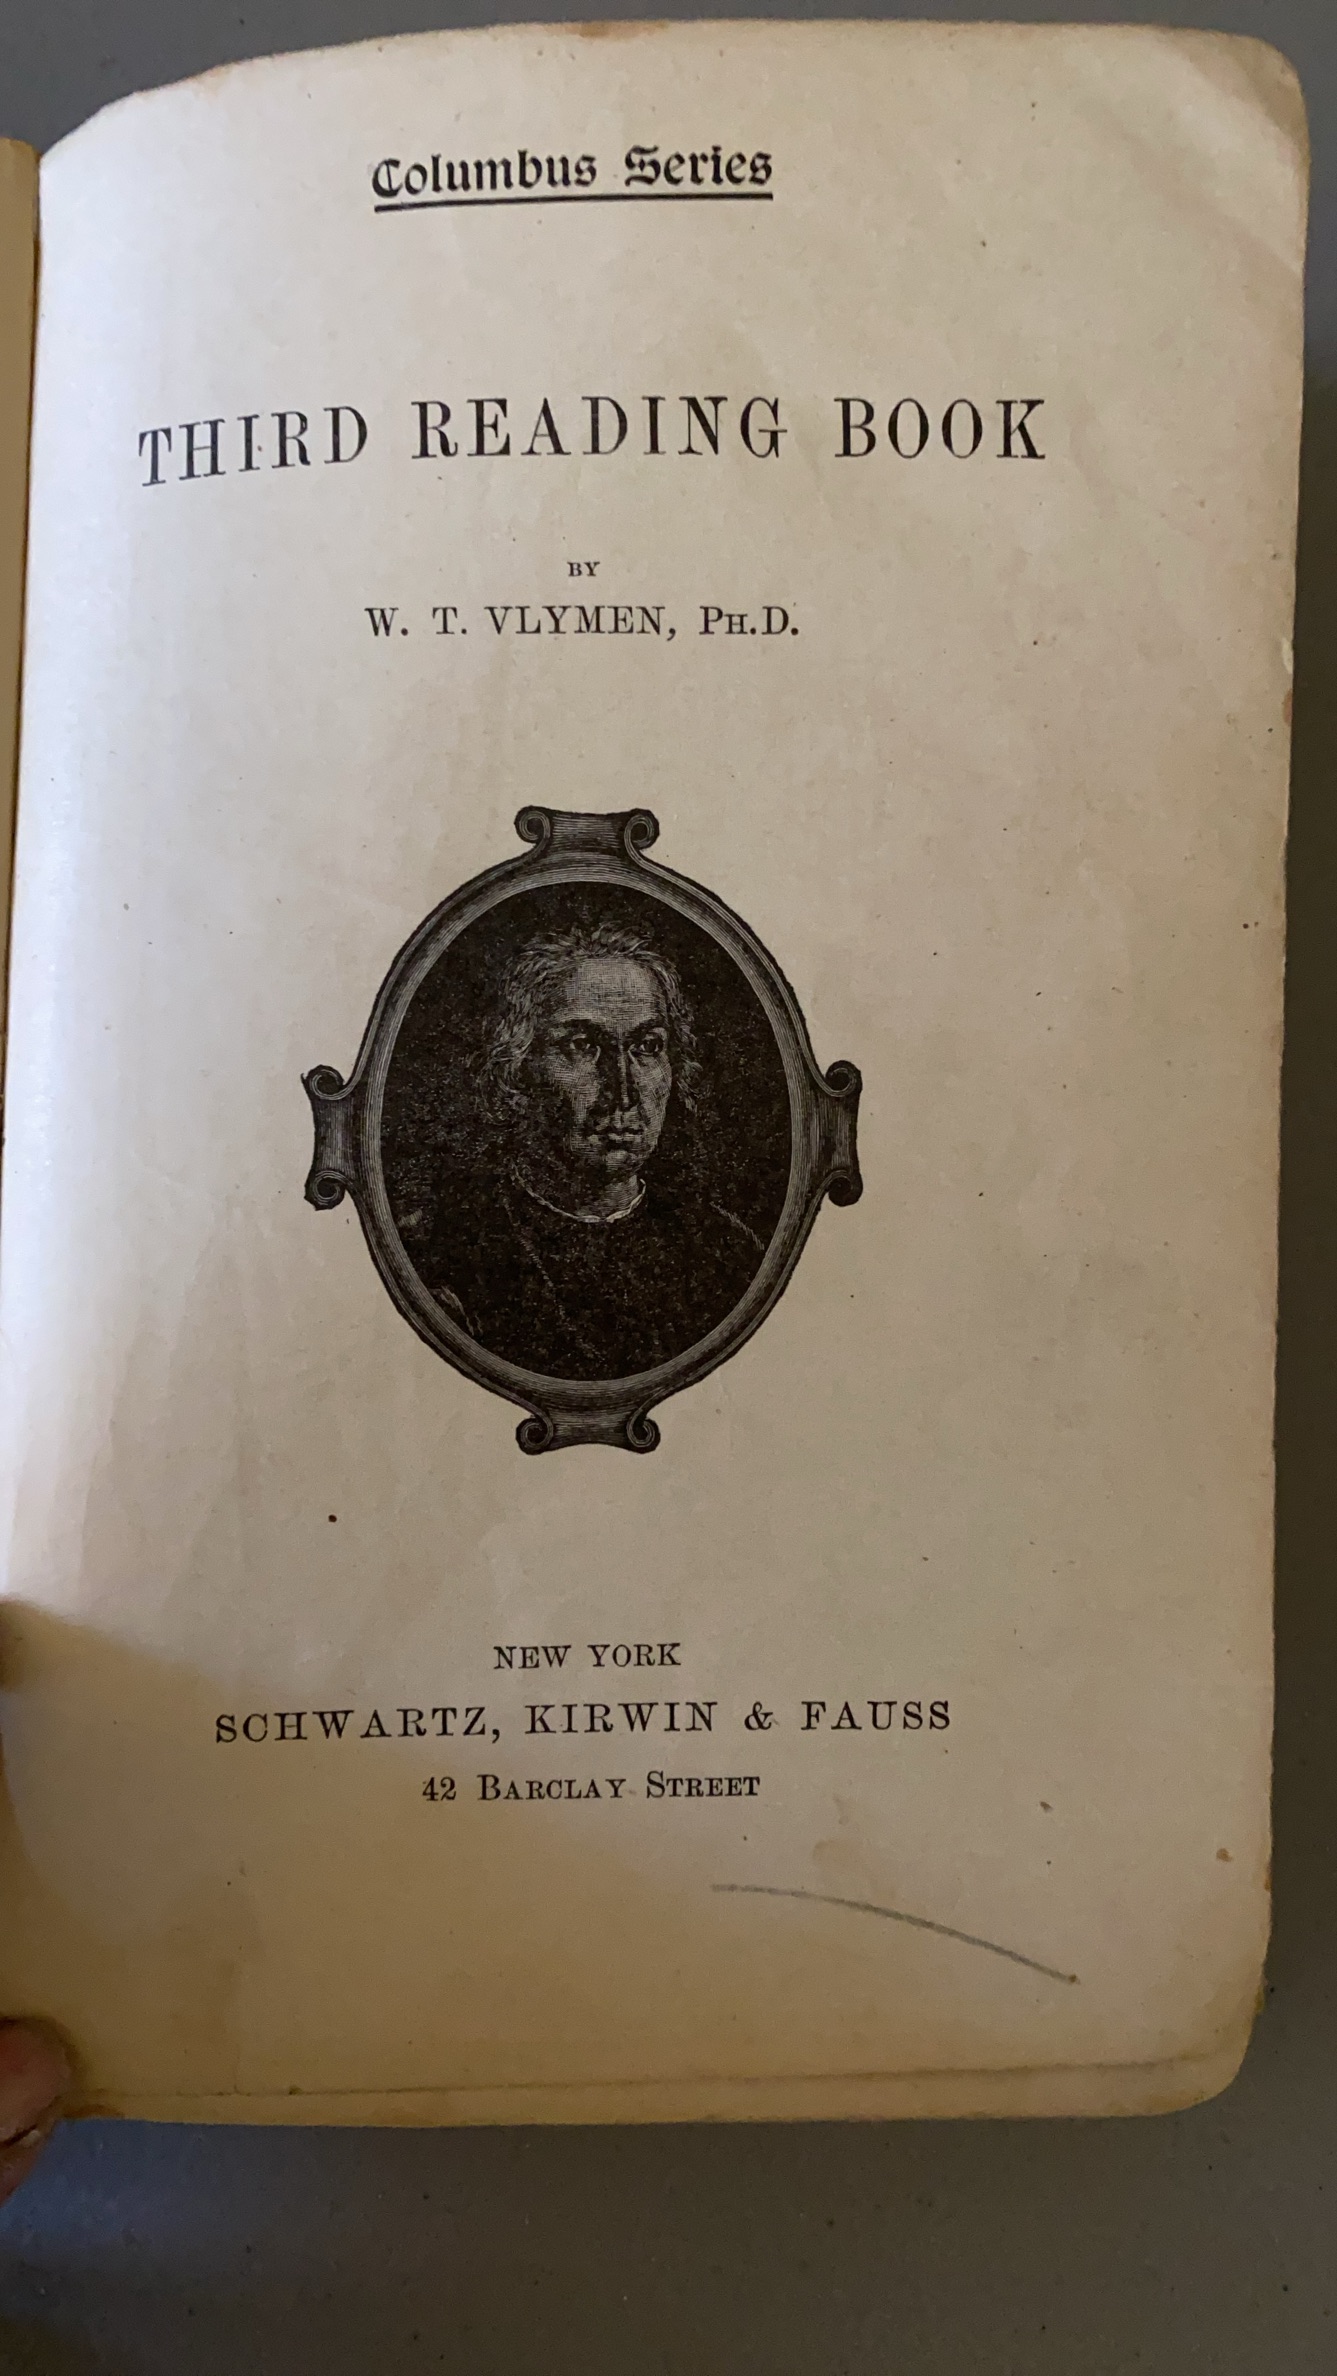 Columbus Series
THIRD READING BOOK
BY
W. T. VLYMEN, PH.D.
NEW YORK
SCHWARTZ, KIRWIN & FAUSS
42 BARCLAY STREET